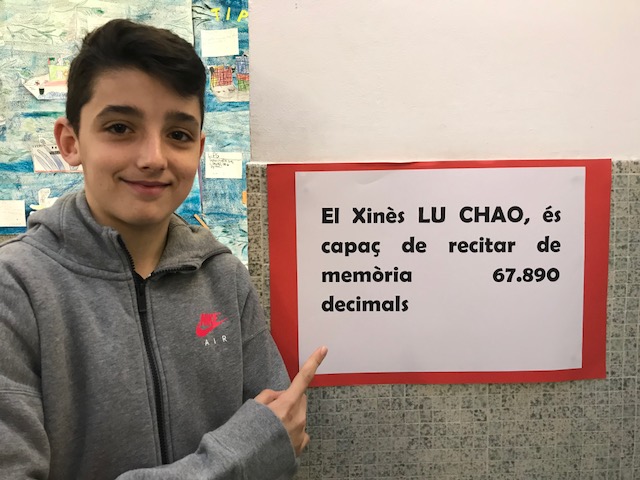 El Xinès LU CHAO, és
capaç de recitar de
memòria 67.890
decimals
AIR